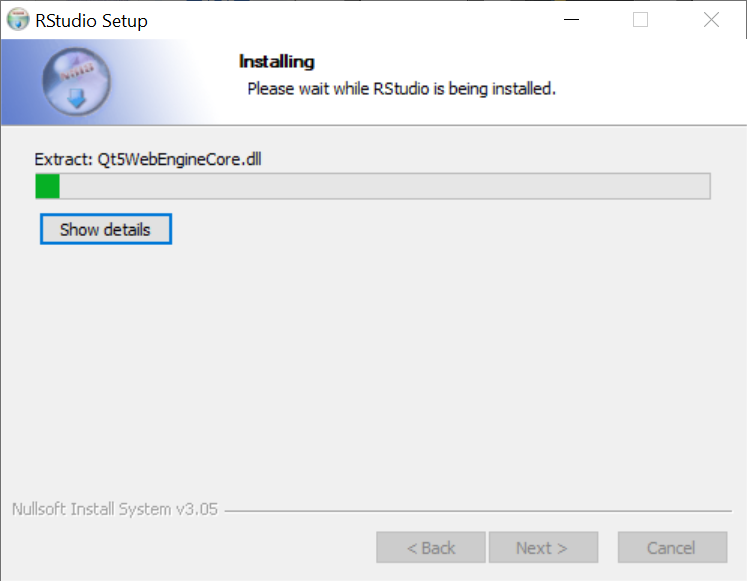 RStudio Setup
Installing
Please wait while RStudio is being installed.
Extract: Qt5WebEngineCore.dll
Show details
Nullsoft Install System v3.05
< Back
Next >
Cancel